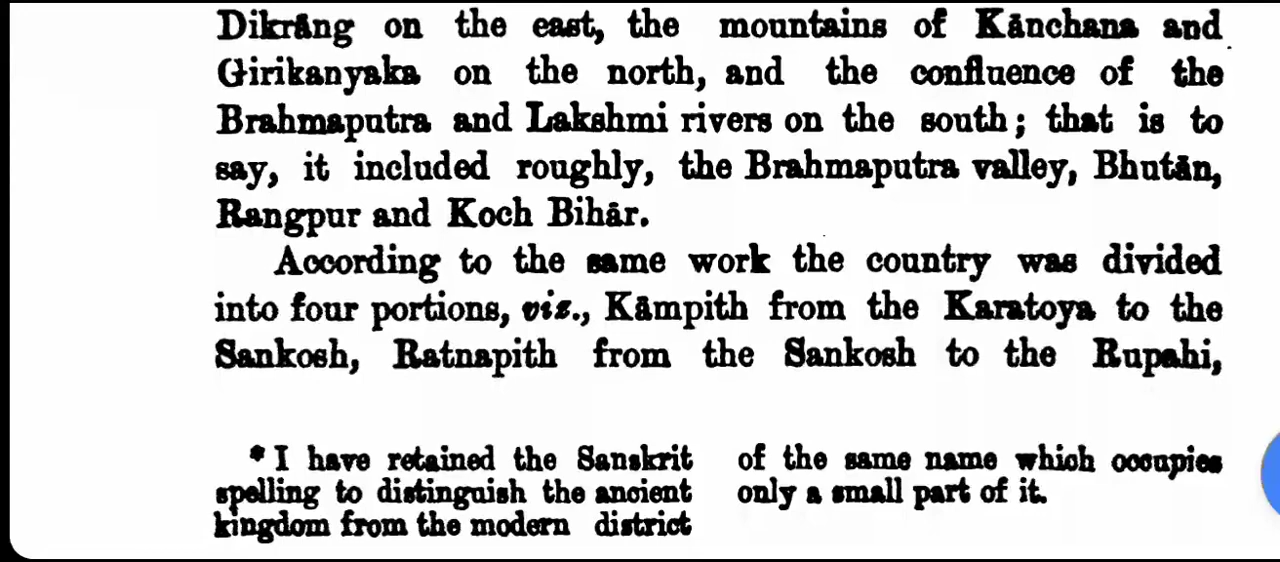 Dikrāng on the east, the mountains of Kānchana and
Girikanyaka on the north, and the confluence of the
Brahmaputra and Lakshmi rivers on the south; that is to
say, it included roughly, the Brahmaputra valley, Bhutān,
Rangpur and Koch Bihār.
According to the same work the country was divided
into four portions, viz., Kāmpith from the Karatoya to the
Sankosh, Ratnapith from the Sankosh to the Rupahi,
* I have retained the Sanskrit
spelling to distinguish the ancient
kingdom from the modern district
of the same name which occupies
only a small part of it.